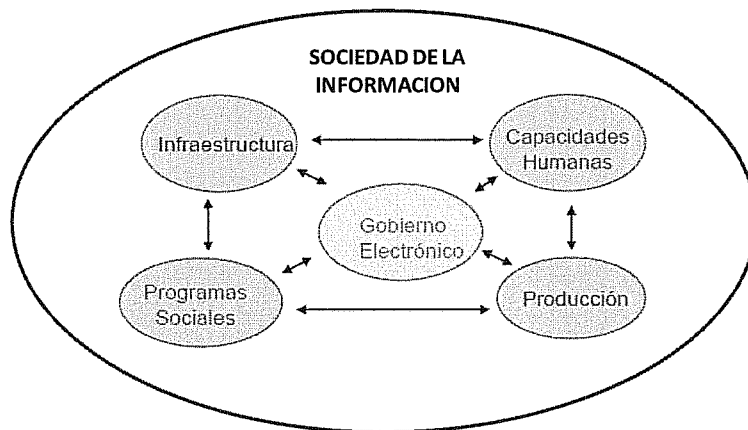 SOCIEDAD DE LA
INFORMACION
Infraestructura
Capacidades
Humanas
Gobierno
Electrónico
Programas
Sociales
Producción